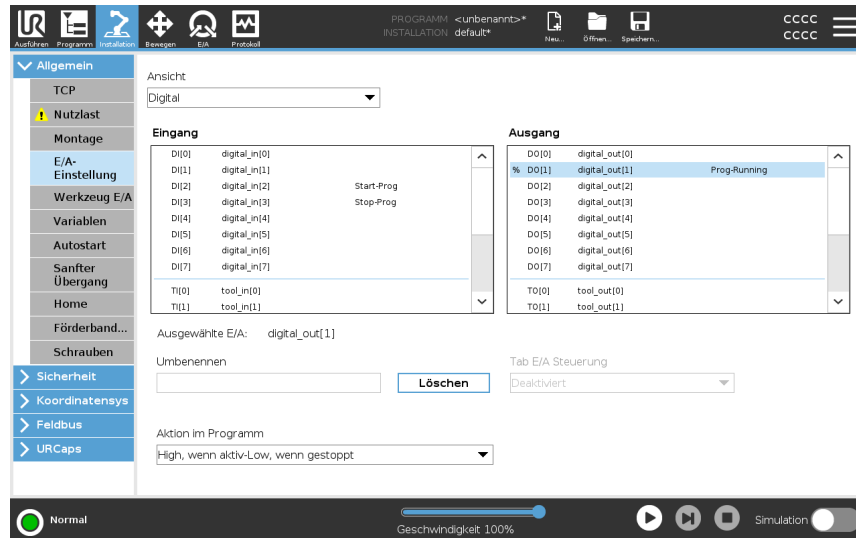 PROGRAMM <unbenannt>*
INSTALLATION default*
CCCC
CCCC
Ausführen Programm Installation Bewegen E/A Protokoll Neu... Öffnen... Speichern...
Allgemein
TCP
Nutzlast
Montage
E/A-
Einstellung
Werkzeug E/A
Variablen
Autostart
Sanfter
Übergang
Home
Förderband...
Schrauben
Sicherheit
Koordinatensys
Feldbus
URCaps
Ansicht
Digital
Eingang
DI[0] digital_in[0]
DI[1] digital_in[1]
DI[2] digital_in[2] Start-Prog
DI[3] digital_in[3] Stop-Prog
DI[4] digital_in[4]
DI[5] digital_in[5]
DI[6] digital_in[6]
DI[7] digital_in[7]
TI[0] tool_in[0]
TI[1] tool_in[1]
Ausgang
DO[0] digital_out[0]
% DO[1] digital_out[1] Prog-Running
DO[2] digital_out[2]
DO[3] digital_out[3]
DO[4] digital_out[4]
DO[5] digital_out[5]
DO[6] digital_out[6]
DO[7] digital_out[7]
TO[0] tool_out[0]
TO[1] tool_out[1]
Ausgewählte E/A: digital_out[1]
Umbenennen
Löschen
Tab E/A Steuerung
Deaktiviert
Aktion im Programm
High, wenn aktiv-Low, wenn gestoppt
Normal
Geschwindigkeit 100%
Simulation